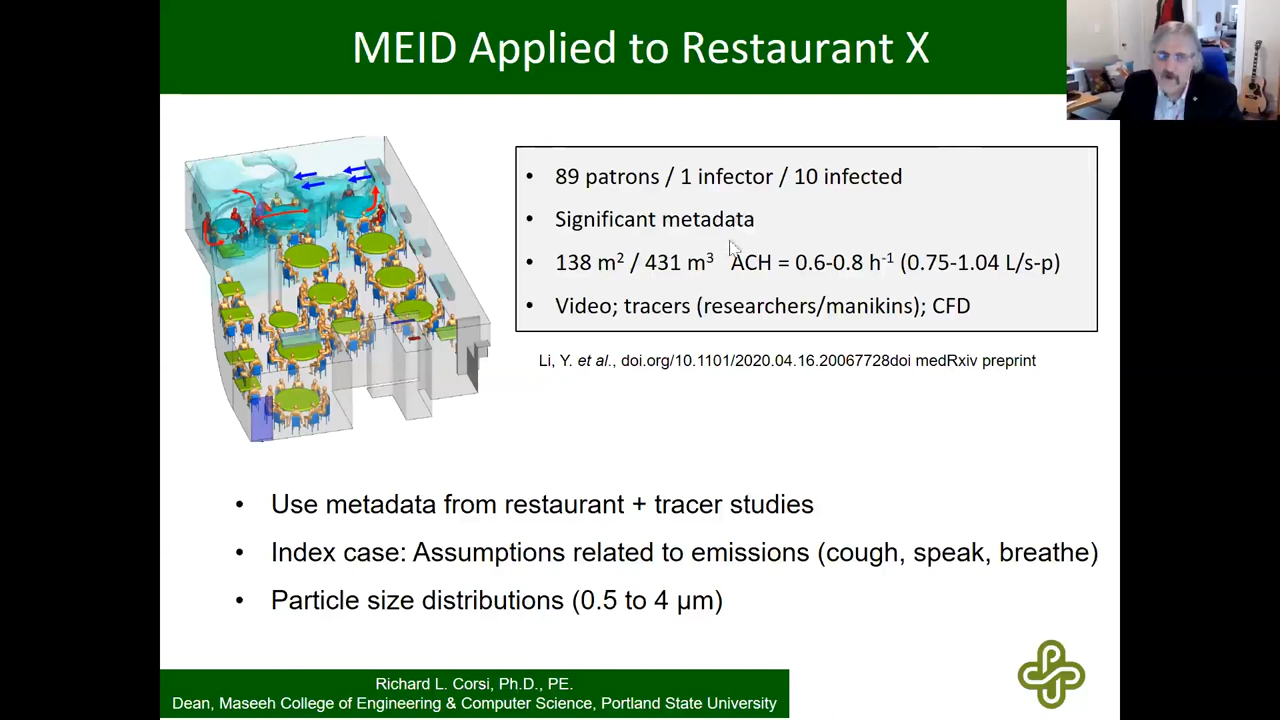 MEID Applied to Restaurant X
• 89 patrons / 1 infector / 10 infected
• Significant metadata
• 138 m² / 431 m³ ACH = 0.6-0.8 h⁻¹ (0.75-1.04 L/s-p)
• Video; tracers (researchers/manikins); CFD
Li, Y. et al., doi.org/10.1101/2020.04.16.20067728doi medRxiv preprint
• Use metadata from restaurant + tracer studies
• Index case: Assumptions related to emissions (cough, speak, breathe)
• Particle size distributions (0.5 to 4 µm)
Richard L. Corsi, Ph.D., PE.
Dean, Maseeh College of Engineering & Computer Science, Portland State University